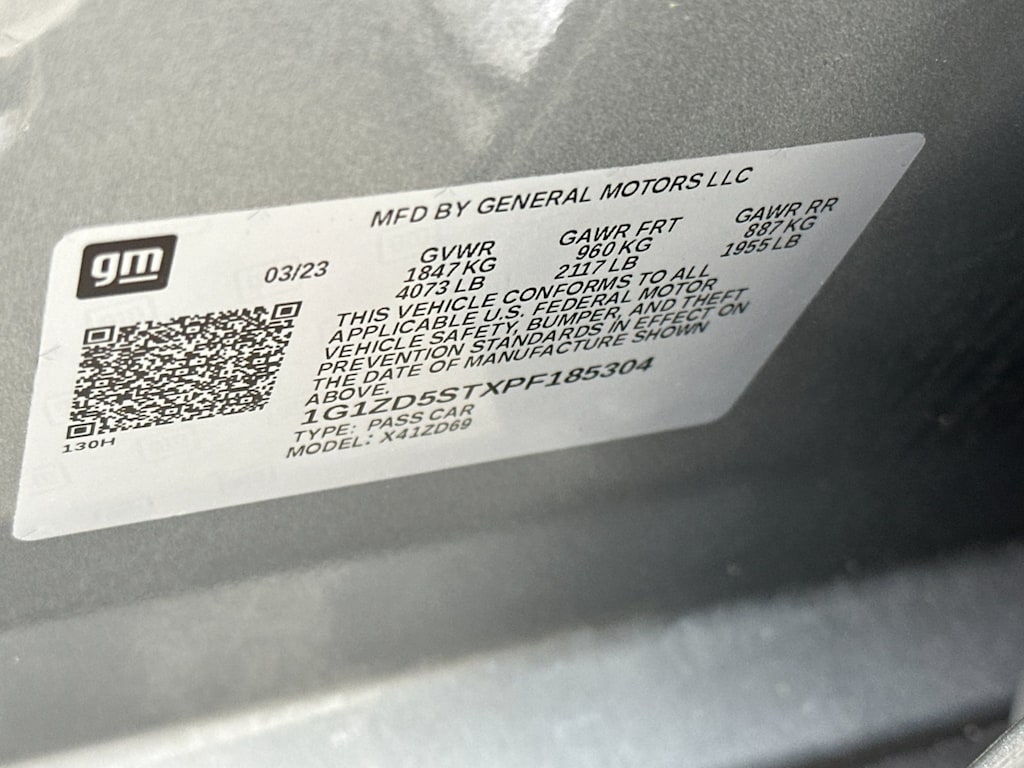 gm
MFD BY GENERAL MOTORS LLC
03/23
GVWR GAWR FRT GAWR RR
1847 KG 960 KG 887 KG
4073 LB 2117 LB 1955 LB
THIS VEHICLE CONFORMS TO ALL
APPLICABLE U.S. FEDERAL MOTOR
VEHICLE SAFETY, BUMPER, AND THEFT
PREVENTION STANDARDS IN EFFECT ON
THE DATE OF MANUFACTURE SHOWN
ABOVE.
1G1ZD5STXPF185304
TYPE: PASS CAR
MODEL: X41ZD69
130H